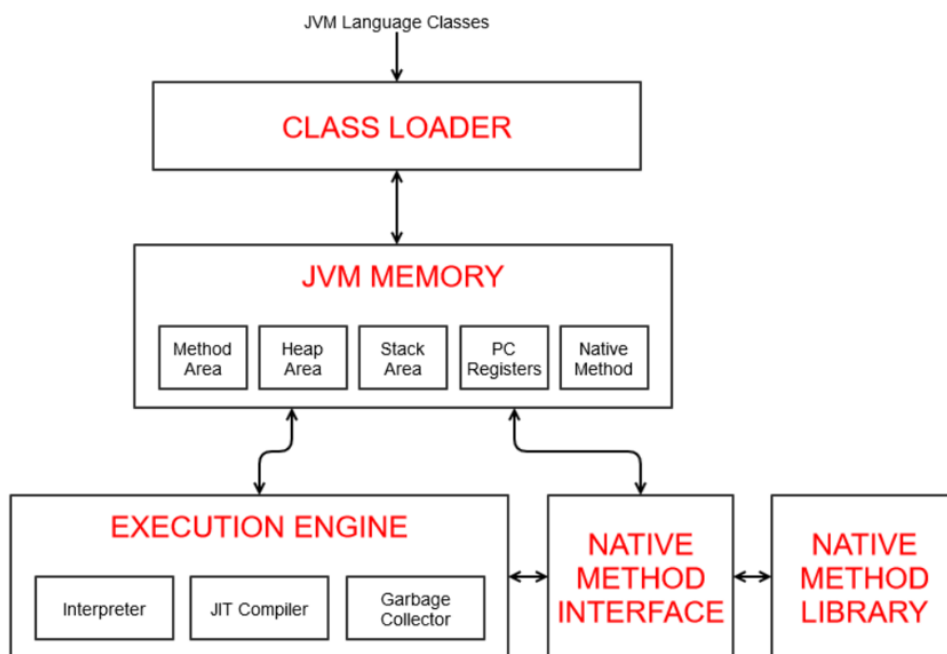 JVM Language Classes
CLASS LOADER
JVM MEMORY
Method
Area
Heap
Area
Stack
Area
PC
Registers
Native
Method
EXECUTION ENGINE
Interpreter
JIT Compiler
Garbage
Collector
NATIVE
METHOD
INTERFACE
NATIVE
METHOD
LIBRARY